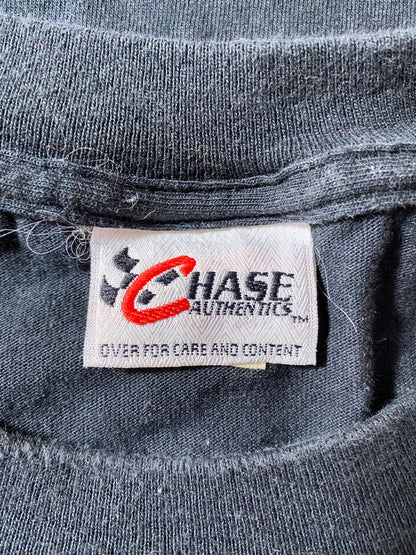 CHASE
AUTHENTICS TM
OVER FOR CARE AND CONTENT